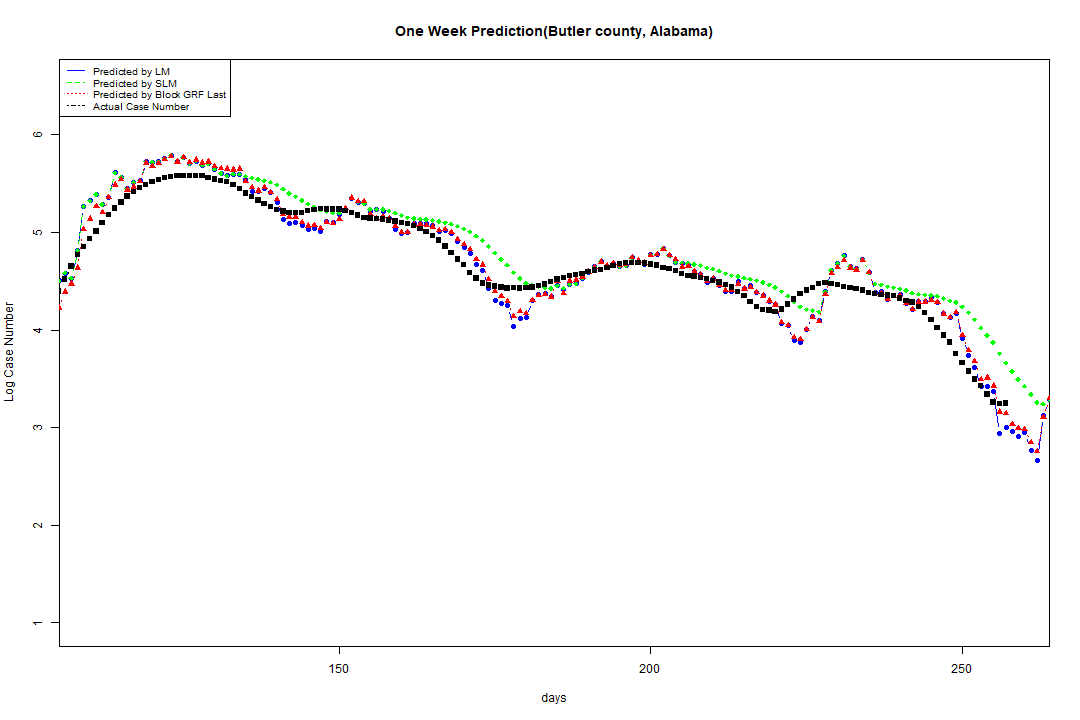 One Week Prediction(Butler county, Alabama)
Predicted by LM
Predicted by SLM
Predicted by Block GRF Last
Actual Case Number
6
5
4
3
2
1
Log Case Number
150 200 250
days